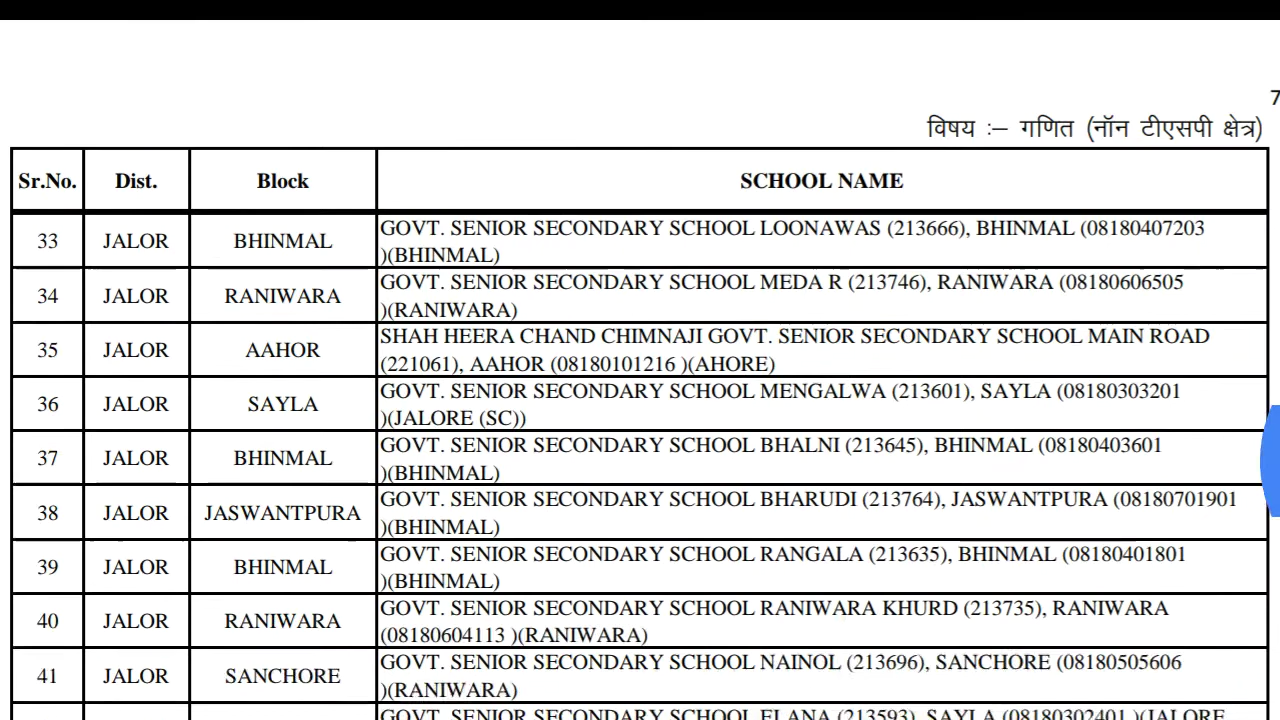 7
विषय :– गणित (नॉन टीएसपी क्षेत्र)
Sr.No. Dist. Block SCHOOL NAME
33 JALOR BHINMAL GOVT. SENIOR SECONDARY SCHOOL LOONAWAS (213666), BHINMAL (08180407203
)(BHINMAL)
34 JALOR RANIWARA GOVT. SENIOR SECONDARY SCHOOL MEDA R (213746), RANIWARA (08180606505
)(RANIWARA)
35 JALOR AAHOR SHAH HEERA CHAND CHIMNAJI GOVT. SENIOR SECONDARY SCHOOL MAIN ROAD
(221061), AAHOR (08180101216 )(AHORE)
36 JALOR SAYLA GOVT. SENIOR SECONDARY SCHOOL MENGALWA (213601), SAYLA (08180303201
)(JALORE (SC))
37 JALOR BHINMAL GOVT. SENIOR SECONDARY SCHOOL BHALNI (213645), BHINMAL (08180403601
)(BHINMAL)
38 JALOR JASWANTPURA GOVT. SENIOR SECONDARY SCHOOL BHARUDI (213764), JASWANTPURA (08180701901
)(BHINMAL)
39 JALOR BHINMAL GOVT. SENIOR SECONDARY SCHOOL RANGALA (213635), BHINMAL (08180401801
)(BHINMAL)
40 JALOR RANIWARA GOVT. SENIOR SECONDARY SCHOOL RANIWARA KHURD (213735), RANIWARA
(08180604113 )(RANIWARA)
41 JALOR SANCHORE GOVT. SENIOR SECONDARY SCHOOL NAINOL (213696), SANCHORE (08180505606
)(RANIWARA)
GOVT. SENIOR SECONDARY SCHOOL ELANA (213593), SAYLA (08180302401 )(JALORE